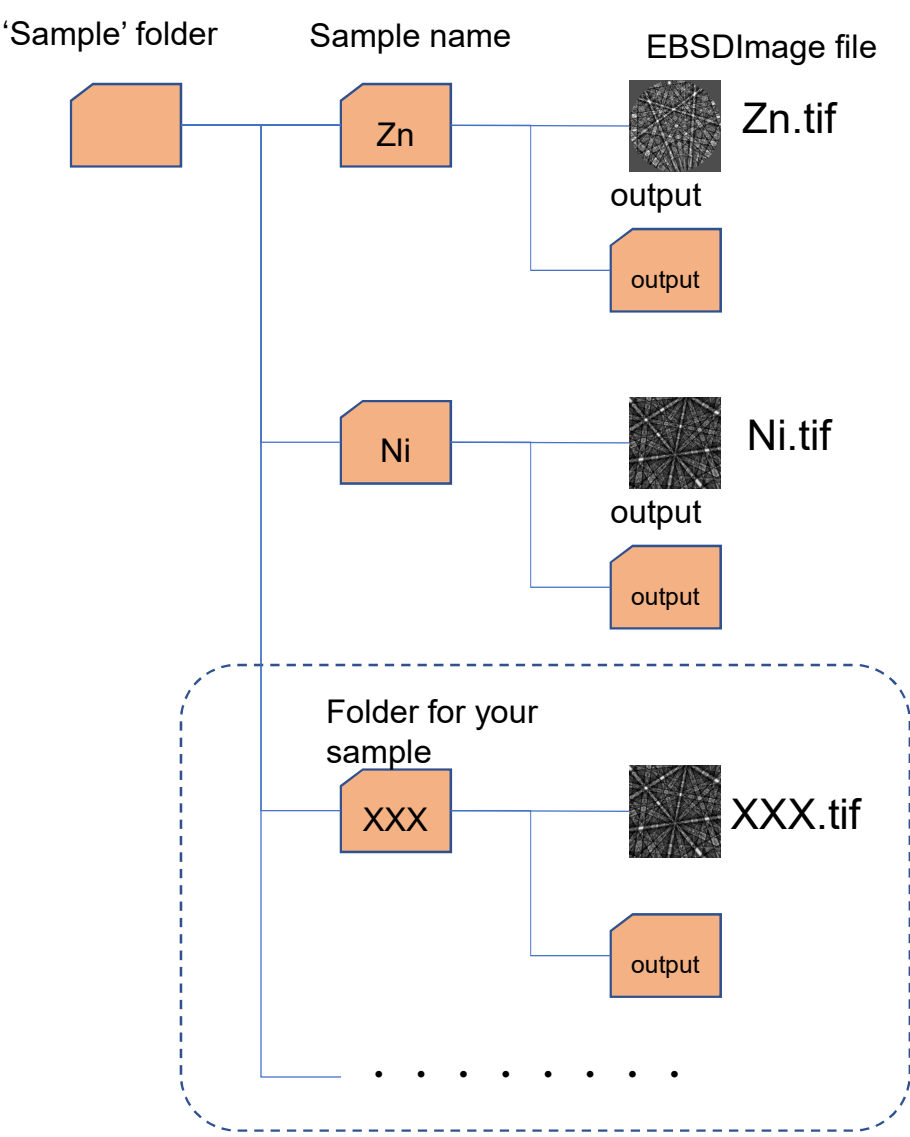 ‘Sample’ folder
Sample name
EBSDImage file
Zn
Zn.tif
output
output
Ni
Ni.tif
output
output
Folder for your
sample
XXX
XXX.tif
output
・・・・・・・・